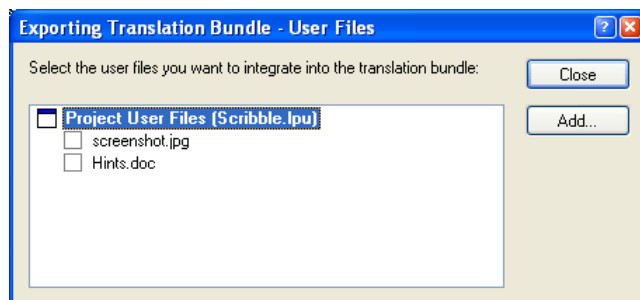 Exporting Translation Bundle - User Files
Select the user files you want to integrate into the translation bundle:
Close
Project User Files (Scribble.lpu)
Add...
screenshot.jpg
Hints.doc